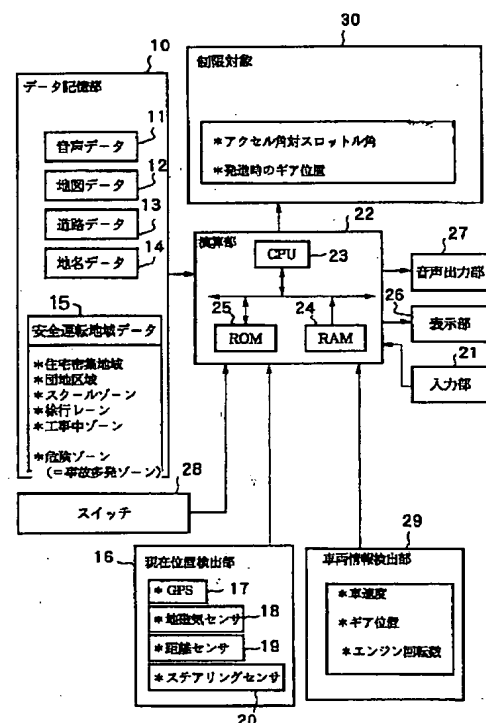 10
データ記憶部
11
音声データ
12
地図データ
13
道路データ
14
地名データ
15
安全運転地域データ
*住宅密集地域
*団地区域
*スクールゾーン
*徐行レーン
*工事中ゾーン
*危険ゾーン
(=事故多発ゾーン)
30
制限対象
*アクセル角対スロットル角
*発進時のギア位置
22
演算部
CPU
23
25
ROM
24
RAM
27
音声出力部
26
表示部
21
入力部
28
スイッチ
16
現在位置検出部
* GPS
17
*地磁気センサ
18
*距離センサ
19
*ステアリングセンサ
20
29
車両情報検出部
*車速度
*ギア位置
*エンジン回転数